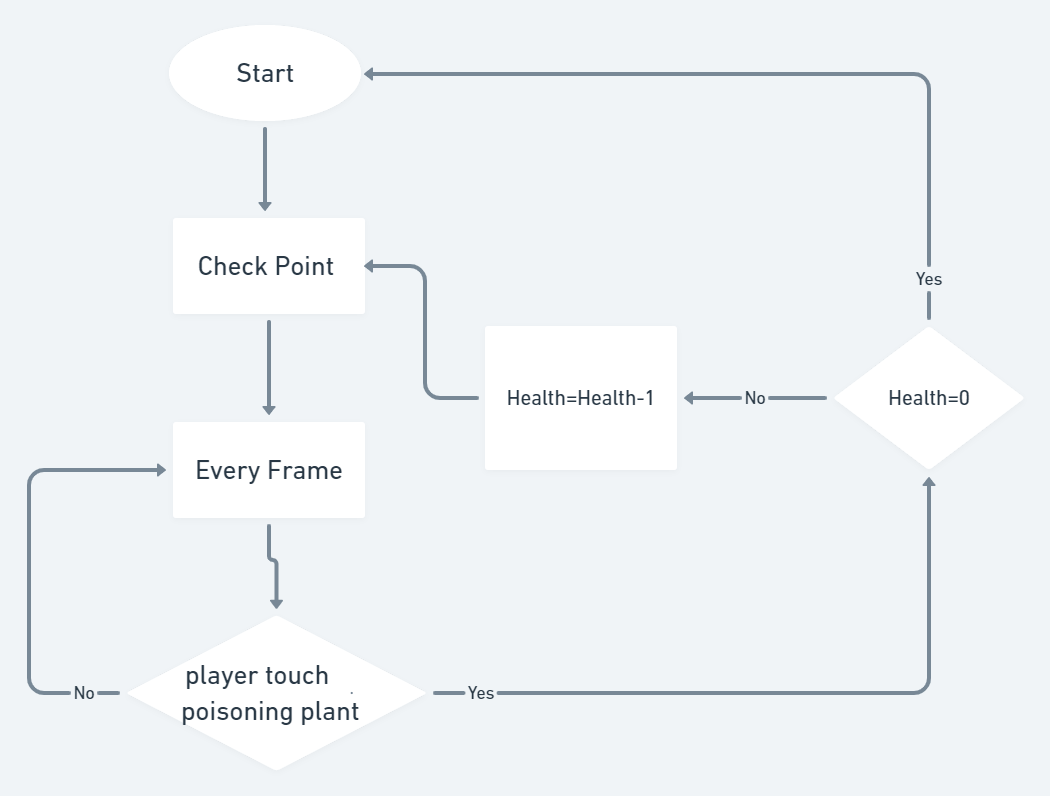 Start
Check Point
Yes
Health=Health-1
No
Health=0
Every Frame
player touch
poisoning plant
No
Yes